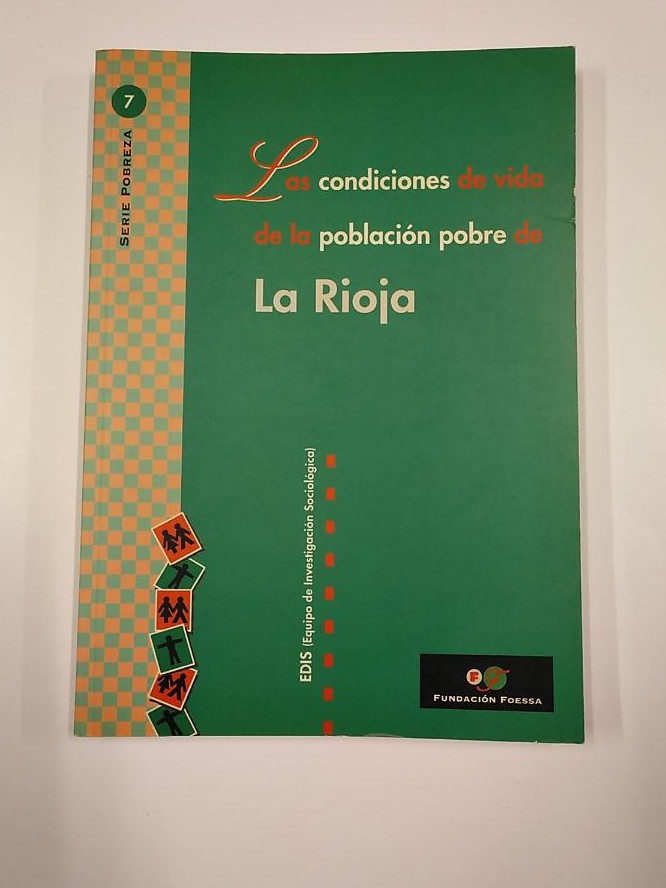 7
SERIE POBREZA
Las condiciones de vida
de la población pobre de
La Rioja
EDIS (Equipo de Investigación Sociológica)
F
FUNDACIÓN FOESSA